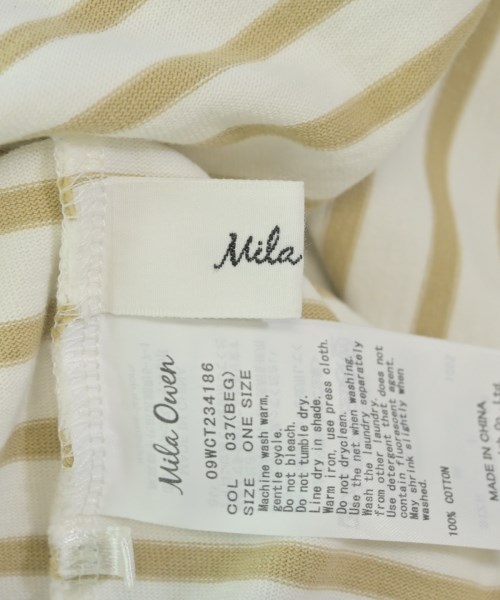 Mila
Mila Owen
09WCT234186
COL 037(BEG)
SIZE ONE SIZE
Machine wash warm,
gentle cycle.
Do not bleach.
Do not tumble dry.
Line dry in shade.
Warm iron, use press cloth.
Do not dryclean.
Use the net when washing.
Wash the laundry separately
from other laundry.
Use detergent that does not
contain fluorescent agent.
May shrink slightly when
washed.
100% COTTON
MADE IN CHINA